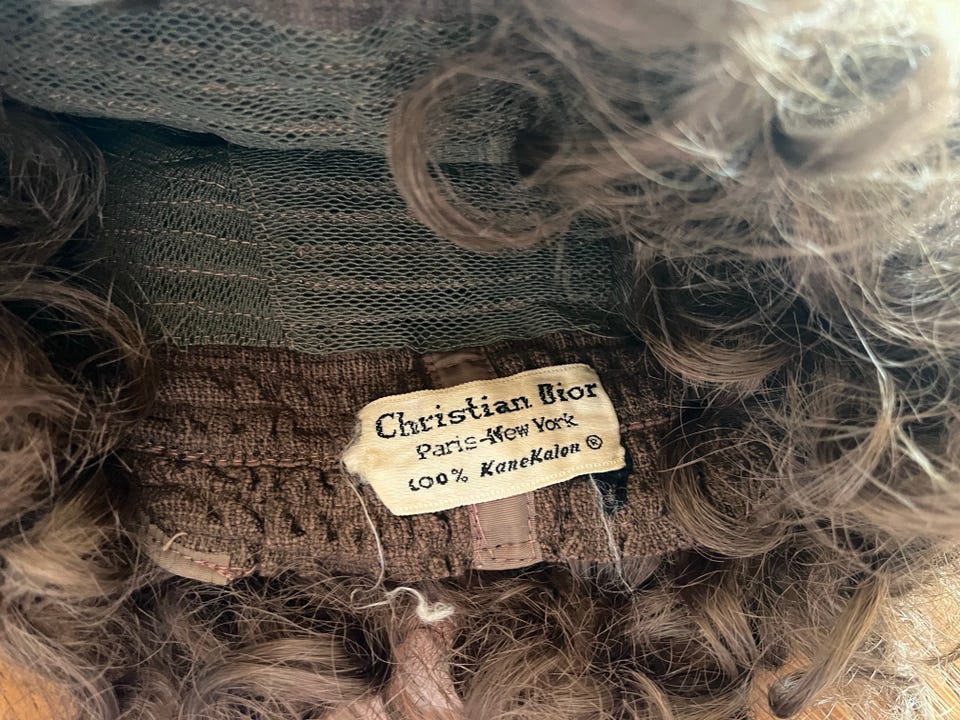 Christian Dior
Paris-New York
100% KaneKalon ®